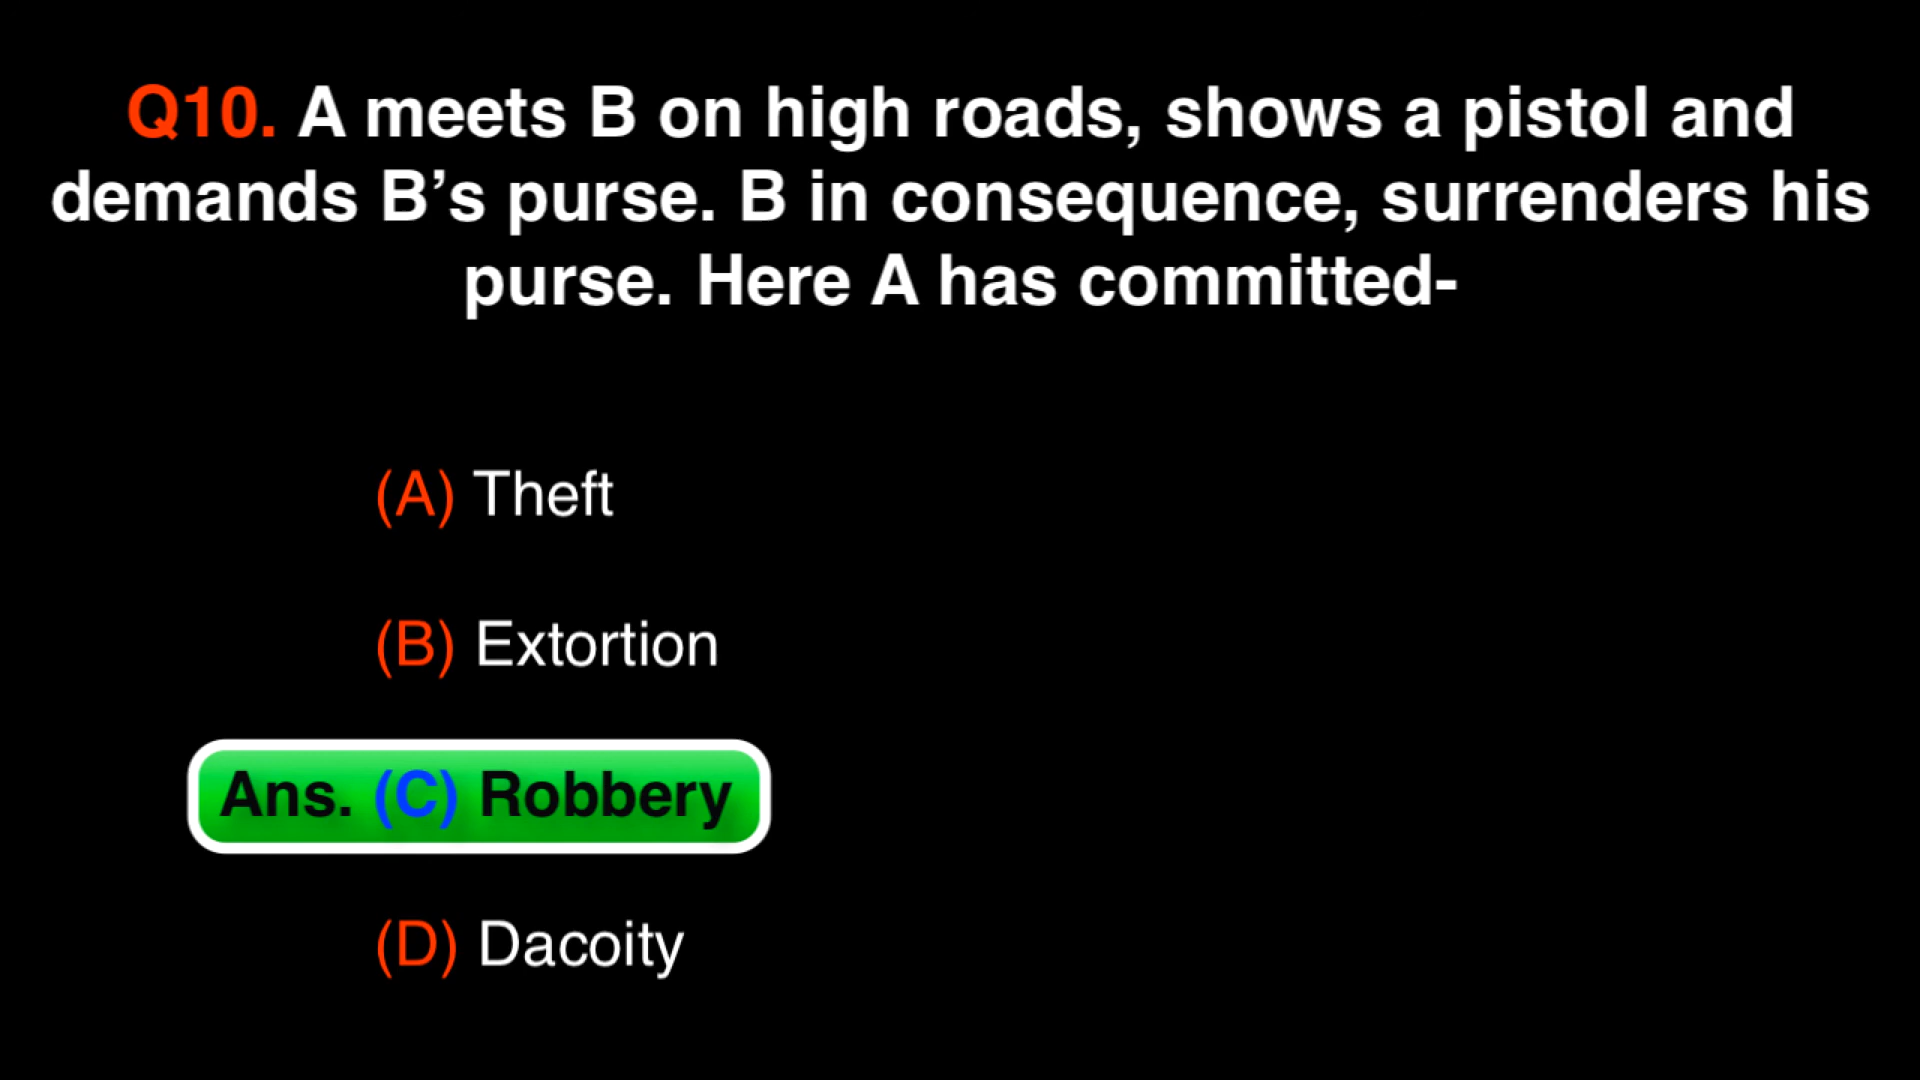 Q10. A meets B on high roads, shows a pistol and
demands B’s purse. B in consequence, surrenders his
purse. Here A has committed-
(A) Theft
(B) Extortion
Ans. (C) Robbery
(D) Dacoity